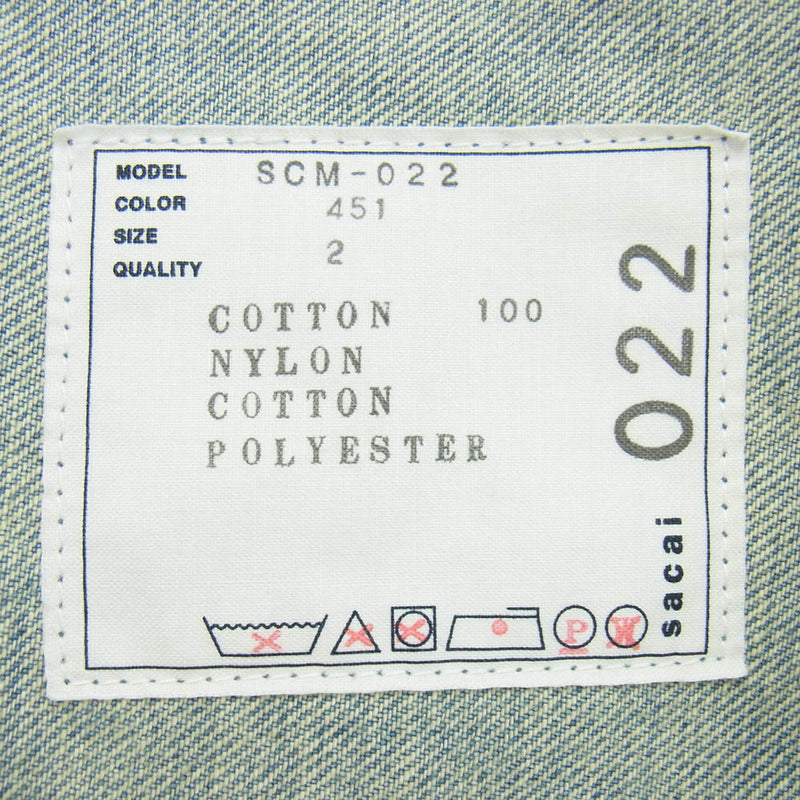 MODEL SCM-022
COLOR 451
SIZE 2
QUALITY
COTTON 100
NYLON
COTTON
POLYESTER
022
sacai
P
W